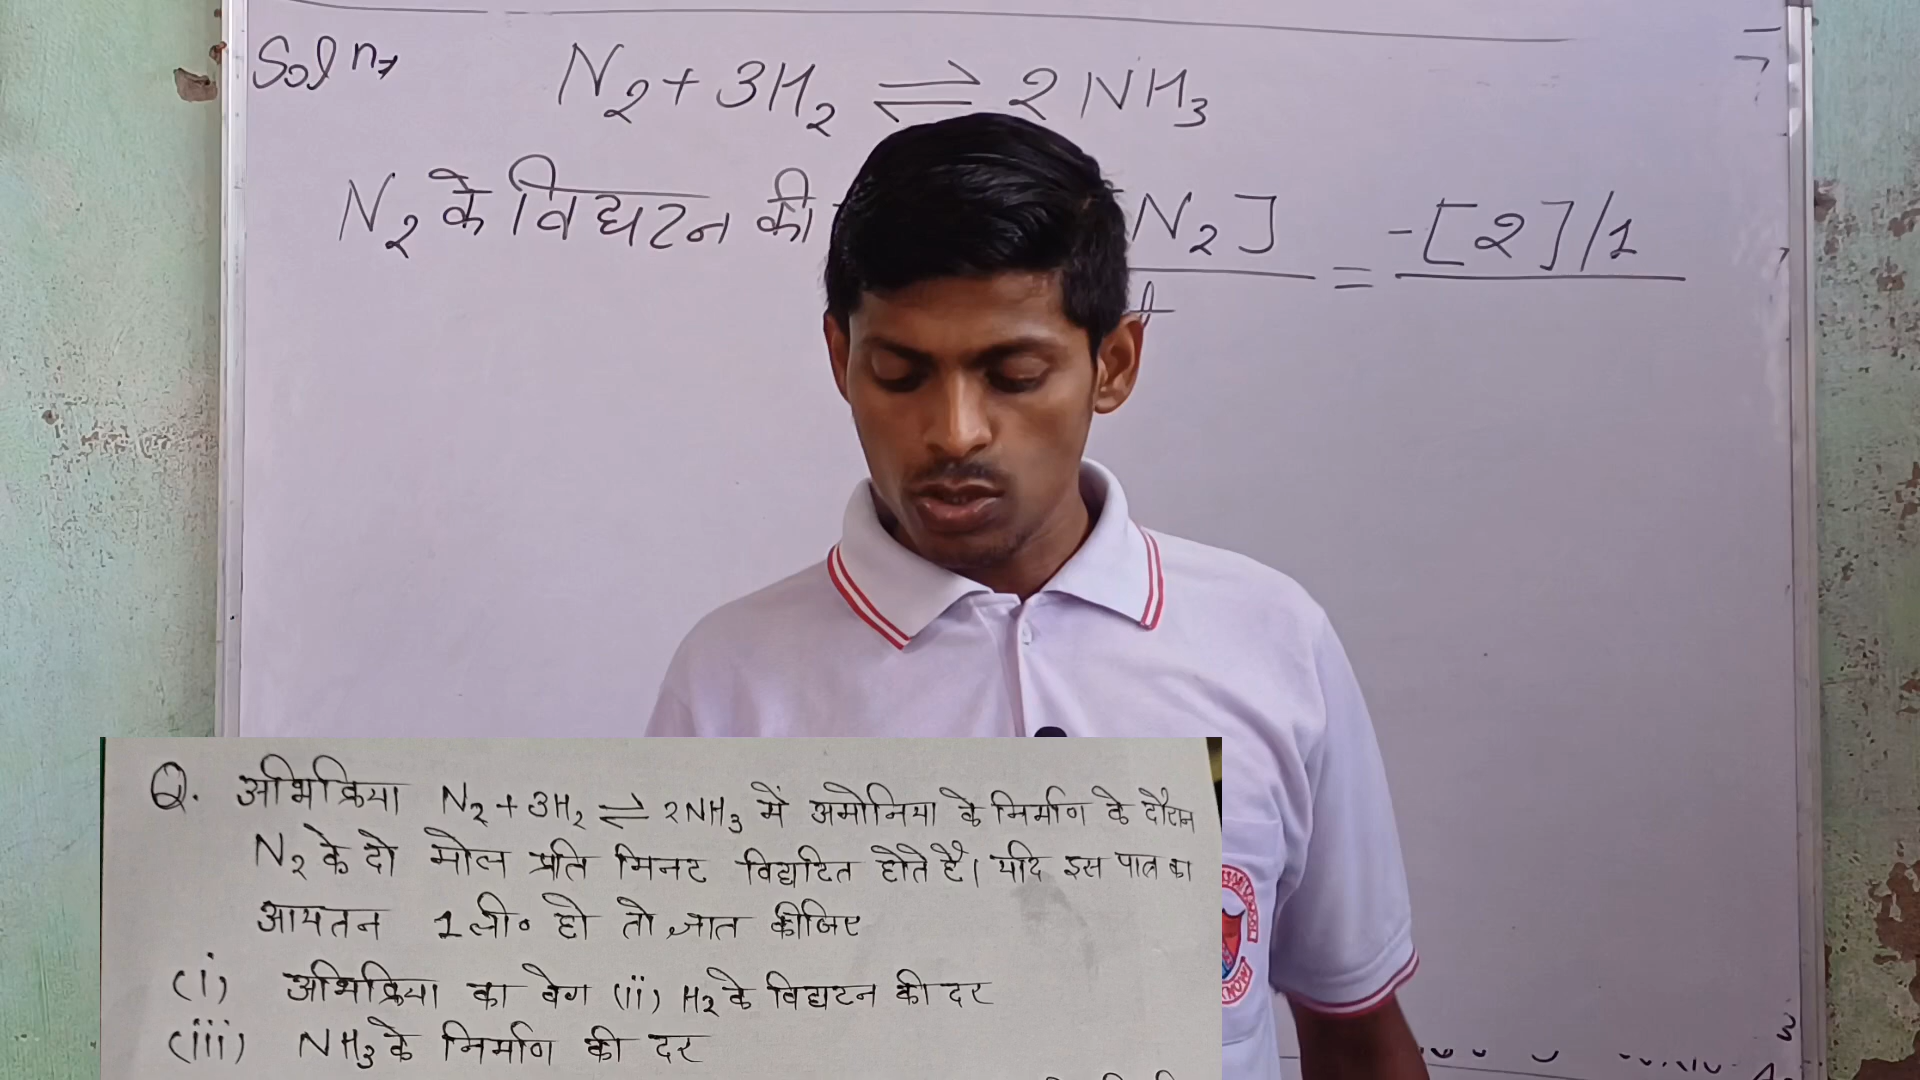 Soln→
N₂ + 3H₂ ⇌ 2NH₃
N₂ के विघटन की N₂] = -[2]/1
t
Q. अभिक्रिया N₂ + 3H₂ ⇌ 2NH₃ में अमोनिया के निर्माण के दौरान
N₂ के दो मोल प्रति मिनट विघटित होते है। यदि इस पात्र का
आयतन 1 ली॰ हो तो ज्ञात कीजिए
(i) अभिक्रिया का वेग (ii) H₂ के विघटन की दर
(iii) NH₃ के निर्माण की दर